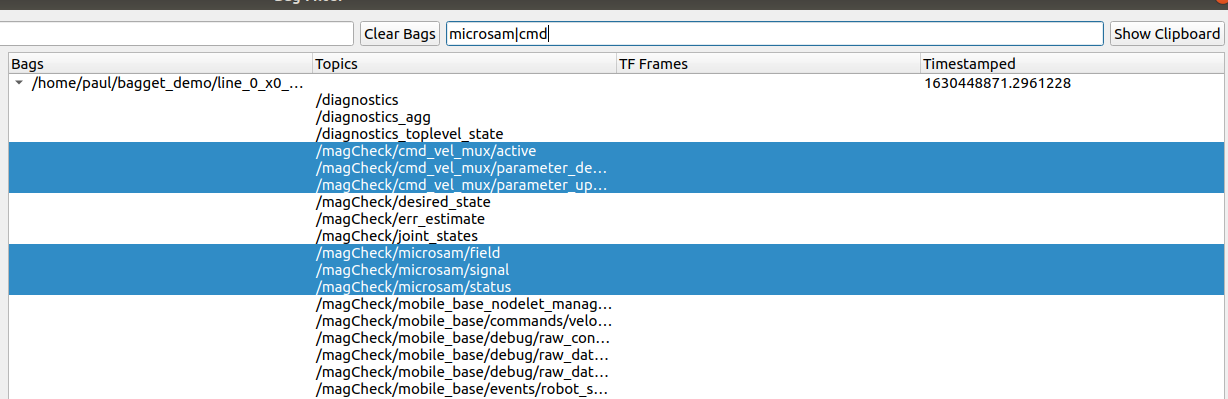 Clear Bags microsam|cmd Show Clipboard
Bags Topics TF Frames Timestamped
/home/paul/bagget_demo/line_0_x0_... 1630448871.2961228
/diagnostics
/diagnostics_agg
/diagnostics_toplevel_state
/magCheck/cmd_vel_mux/active
/magCheck/cmd_vel_mux/parameter_de...
/magCheck/cmd_vel_mux/parameter_up...
/magCheck/desired_state
/magCheck/err_estimate
/magCheck/joint_states
/magCheck/microsam/field
/magCheck/microsam/signal
/magCheck/microsam/status
/magCheck/mobile_base_nodelet_manag...
/magCheck/mobile_base/commands/velo...
/magCheck/mobile_base/debug/raw_con...
/magCheck/mobile_base/debug/raw_dat...
/magCheck/mobile_base/debug/raw_dat...
/magCheck/mobile_base/events/robot_s...